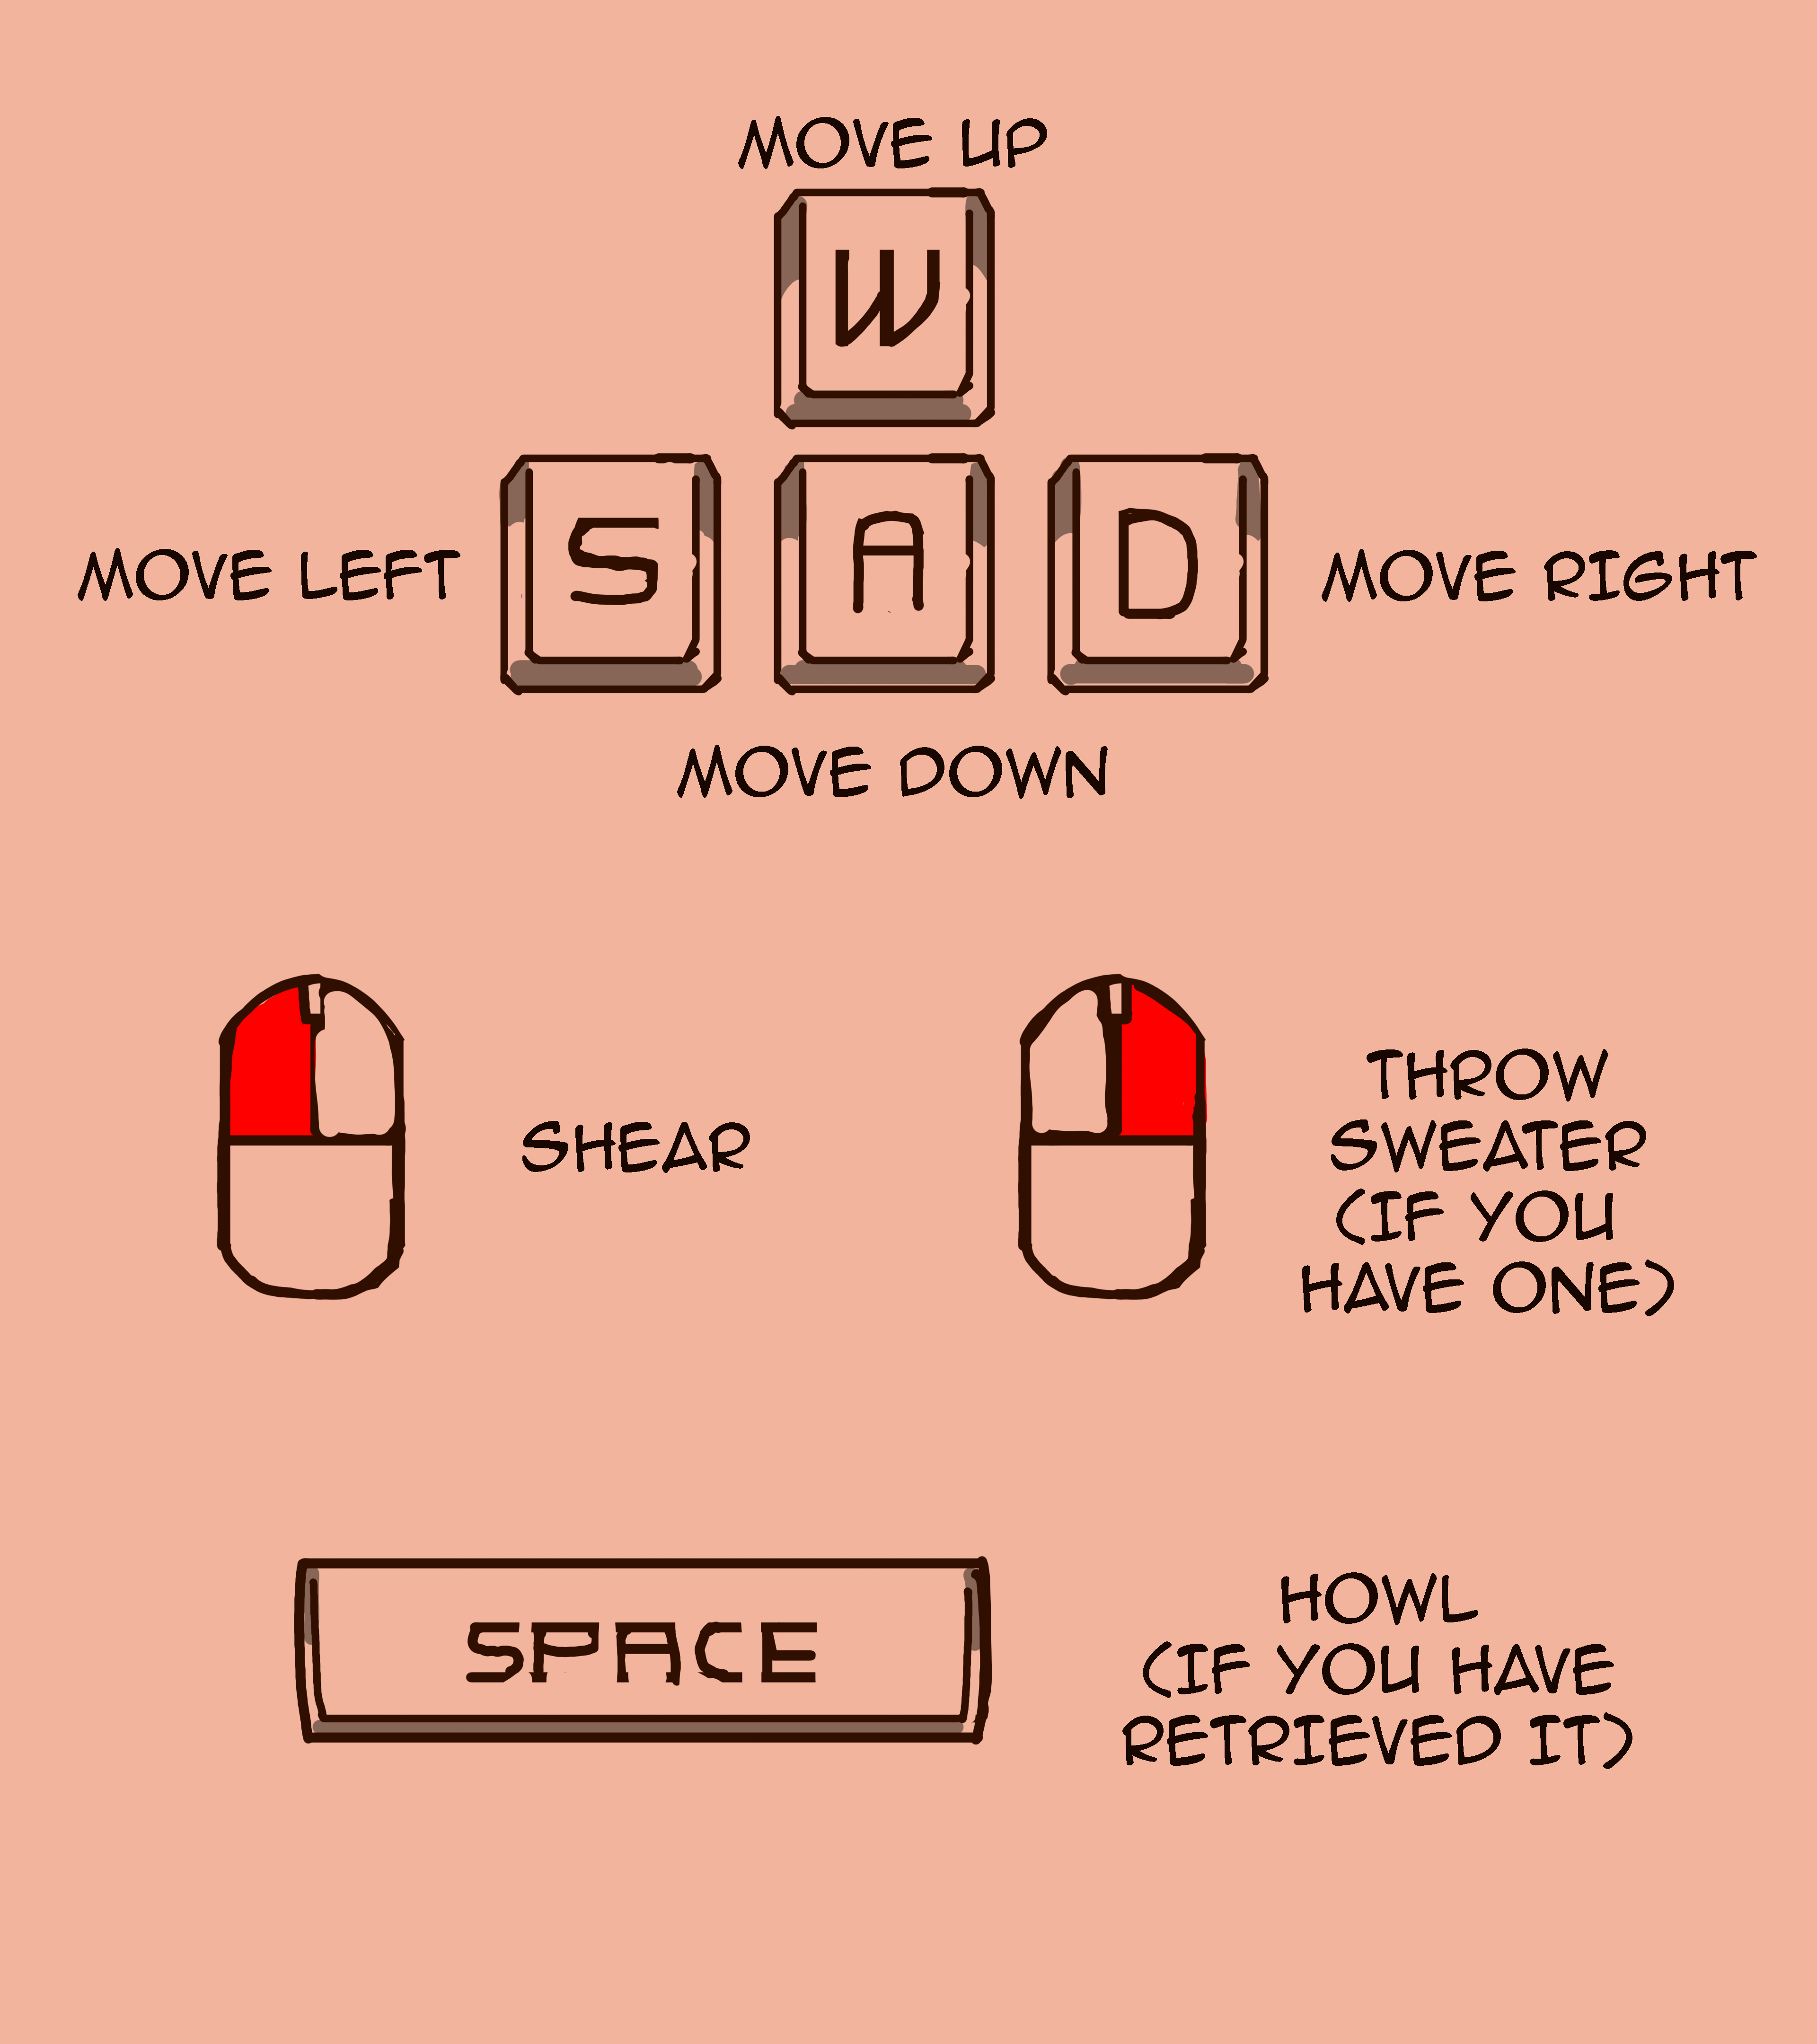 MOVE UP
W
S A D
MOVE LEFT
MOVE RIGHT
MOVE DOWN
SHEAR
THROW
SWEATER
(IF YOU
HAVE ONE)
SPACE
HOWL
(IF YOU HAVE
RETRIEVED IT)